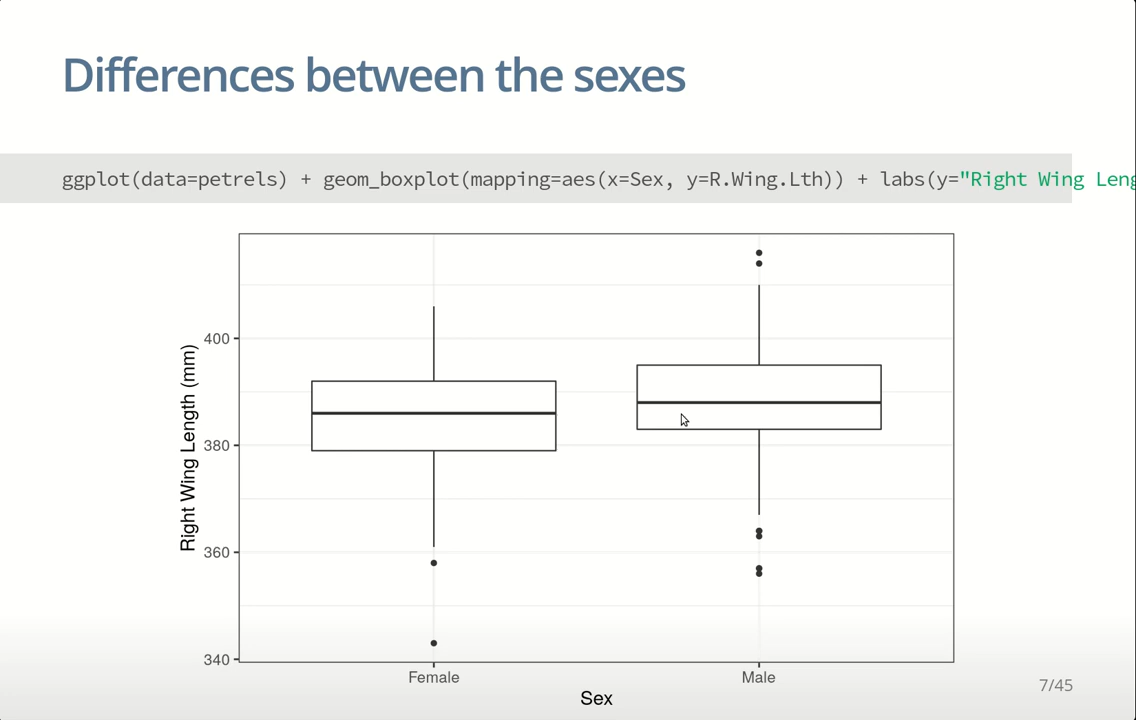 Differences between the sexes
ggplot(data=petrels) + geom_boxplot(mapping=aes(x=Sex, y=R.Wing.Lth)) + labs(y="Right Wing Leng
400
380
360
340
Right Wing Length (mm)
Female
Male
Sex
7/45